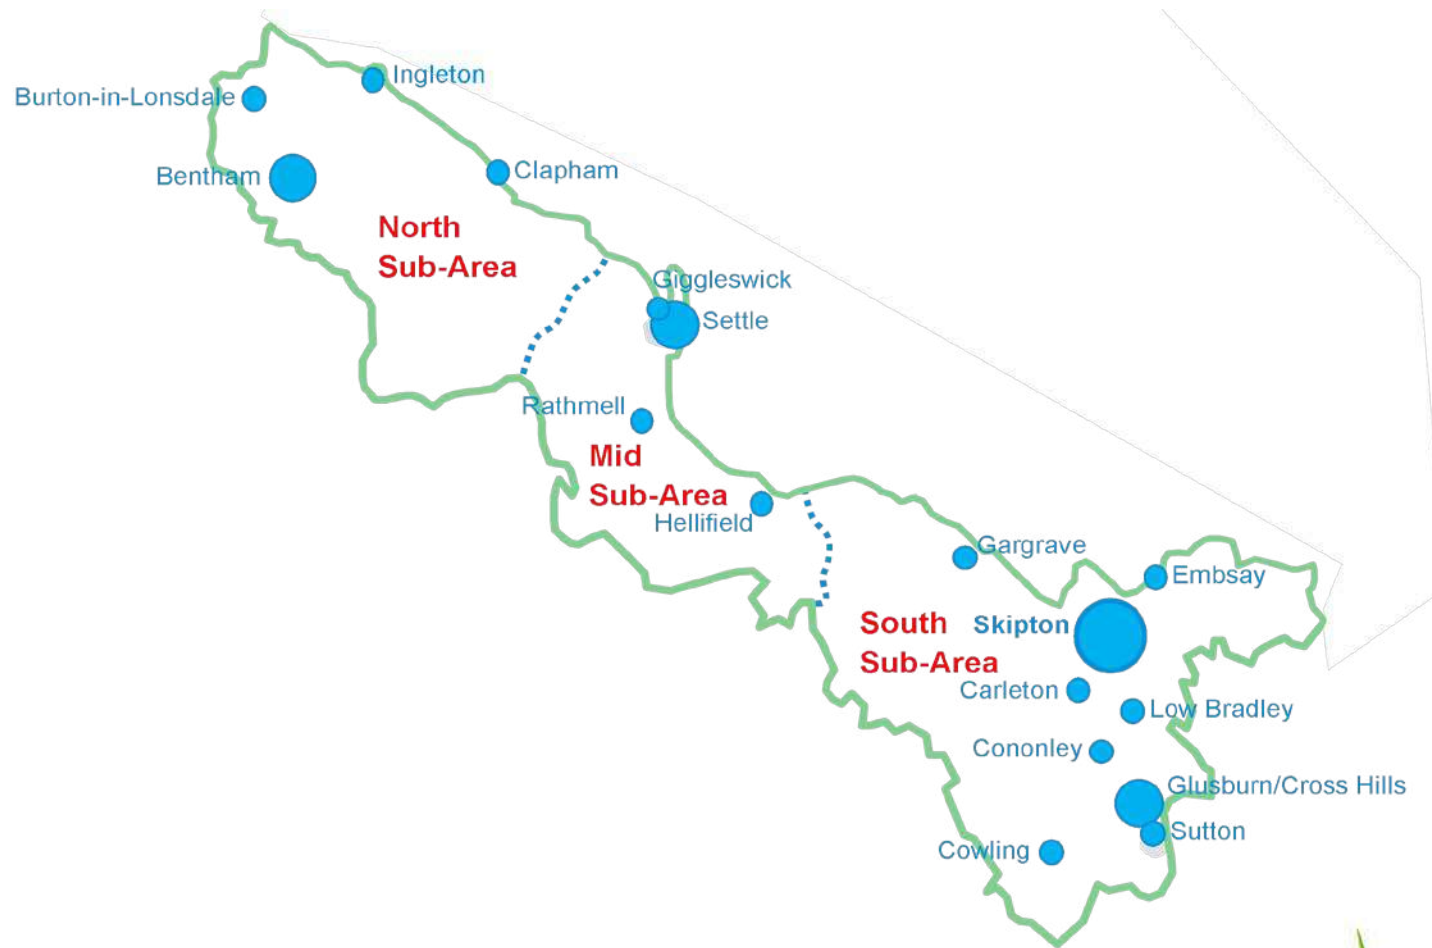 Ingleton
Burton-in-Lonsdale
Clapham
Bentham
North
Sub-Area
Giggleswick
Settle
Rathmell
Mid
Sub-Area
Hellifield
Gargrave
Embsay
South
Skipton
Sub-Area
Carleton
Low Bradley
Cononley
Glusburn/Cross Hills
Sutton
Cowling